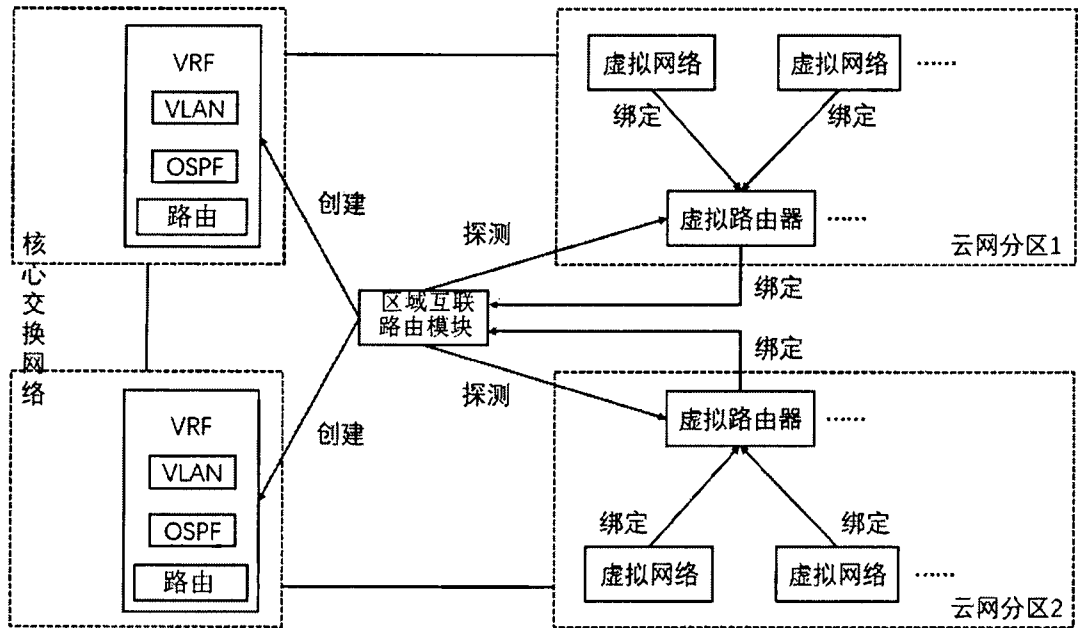 VRF
VLAN
OSPF
路由
核心交换网络
虚拟网络
虚拟网络
……
绑定
绑定
虚拟路由器
……
云网分区1
创建
探测
绑定
区域互联
路由模块
绑定
探测
创建
VRF
VLAN
OSPF
路由
虚拟路由器
……
绑定
绑定
虚拟网络
虚拟网络
……
云网分区2